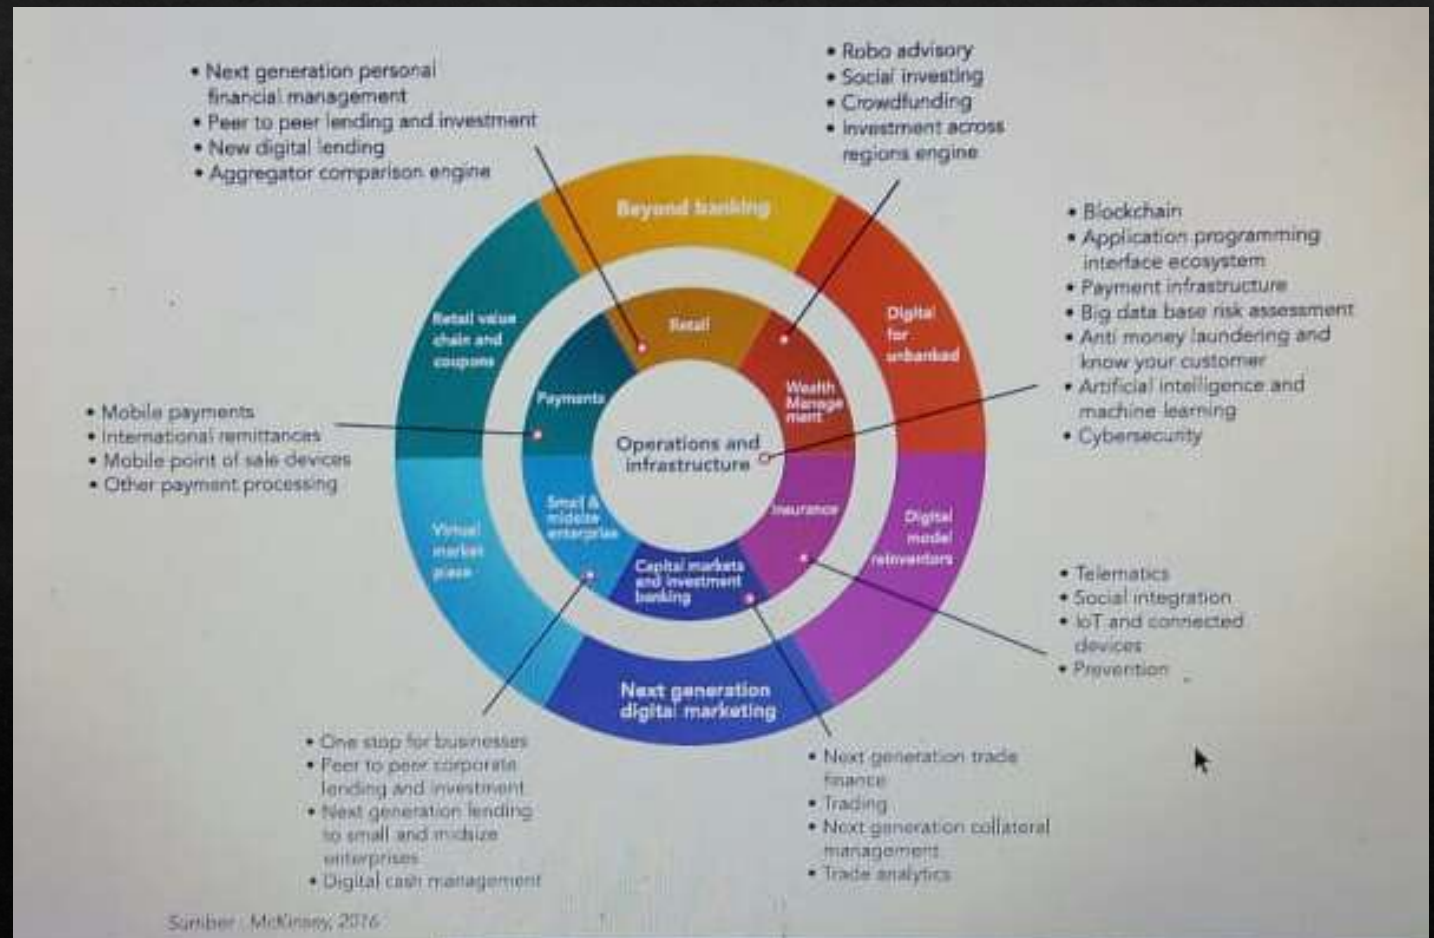 • Next generation personal
financial management
• Peer to peer lending and investment
• New digital lending
• Aggregator comparison engine
• Robo advisory
• Social investing
• Crowdfunding
• Investment across
regions engine
• Blockchain
• Application programming
interface ecosystem
• Payment infrastructure
• Big data base risk assessment
• Anti money laundering and
know your customer
• Artificial intelligence and
machine learning
• Cybersecurity
Beyond banking
Retail value
chain and
coupons
Digital
for
unbanked
Retail
Payments
Wealth
Manage
ment
Operations and
infrastructure
• Mobile payments
• International remittances
• Mobile point of sale devices
• Other payment processing
Small &
midsize
enterprise
Insurance
Capital markets
and investment
banking
Virtual
market
place
Digital
model
reinventors
Next generation
digital marketing
• Telematics
• Social integration
• IoT and connected
devices
• Prevention
• One stop for businesses
• Peer to peer corporate
lending and investment
• Next generation lending
to small and midsize
enterprises
• Digital cash management
• Next generation trade
finance
• Trading
• Next generation collateral
management
• Trade analytics
Sumber : McKinsey, 2016